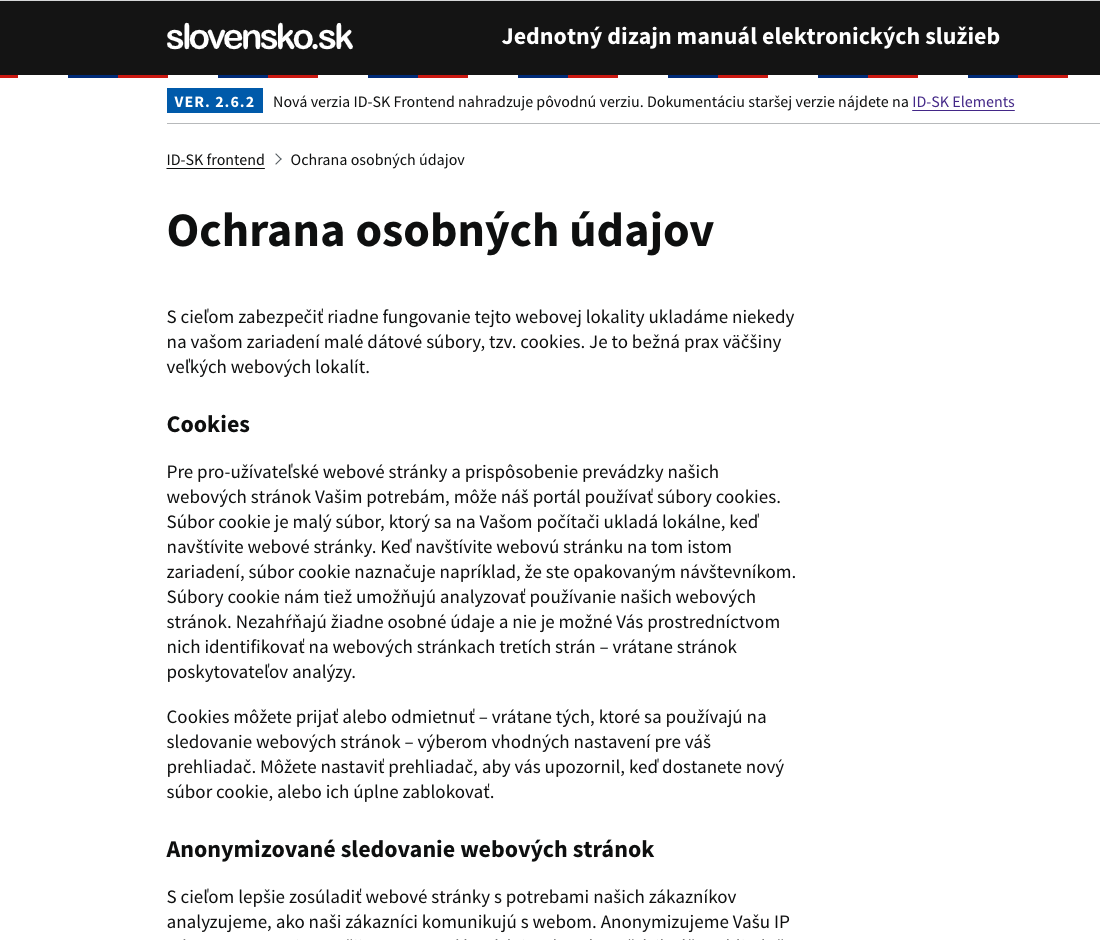 slovensko.sk
Jednotný dizajn manuál elektronických služieb
VER. 2.6.2 Nová verzia ID-SK Frontend nahradzuje pôvodnú verziu. Dokumentáciu staršej verzie nájdete na ID-SK Elements
ID-SK frontend > Ochrana osobných údajov
Ochrana osobných údajov
S cieľom zabezpečiť riadne fungovanie tejto webovej lokality ukladáme niekedy
na vašom zariadení malé dátové súbory, tzv. cookies. Je to bežná prax väčšiny
veľkých webových lokalít.
Cookies
Pre pro-užívateľské webové stránky a prispôsobenie prevádzky našich
webových stránok Vašim potrebám, môže náš portál používať súbory cookies.
Súbor cookie je malý súbor, ktorý sa na Vašom počítači ukladá lokálne, keď
navštívite webové stránky. Keď navštívite webovú stránku na tom istom
zariadení, súbor cookie naznačuje napríklad, že ste opakovaným návštevníkom.
Súbory cookie nám tiež umožňujú analyzovať používanie našich webových
stránok. Nezahŕňajú žiadne osobné údaje a nie je možné Vás prostredníctvom
nich identifikovať na webových stránkach tretích strán – vrátane stránok
poskytovateľov analýzy.
Cookies môžete prijať alebo odmietnuť – vrátane tých, ktoré sa používajú na
sledovanie webových stránok – výberom vhodných nastavení pre váš
prehliadač. Môžete nastaviť prehliadač, aby vás upozornil, keď dostanete nový
súbor cookie, alebo ich úplne zablokovať.
Anonymizované sledovanie webových stránok
S cieľom lepšie zosúladiť webové stránky s potrebami našich zákazníkov
analyzujeme, ako naši zákazníci komunikujú s webom. Anonymizujeme Vašu IP